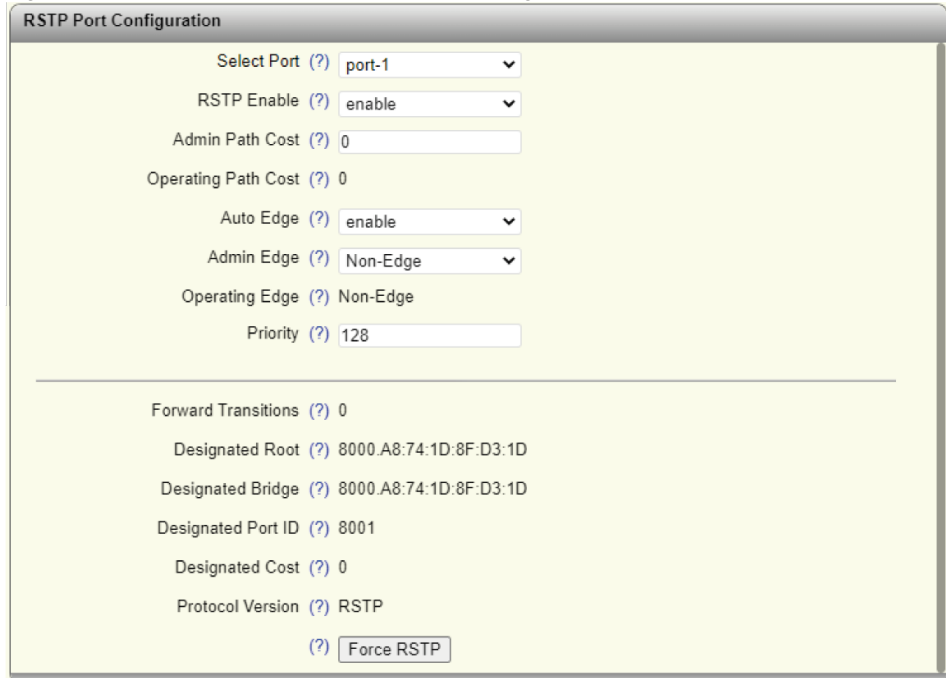 RSTP Port Configuration
Select Port (?) port-1
RSTP Enable (?) enable
Admin Path Cost (?) 0
Operating Path Cost (?) 0
Auto Edge (?) enable
Admin Edge (?) Non-Edge
Operating Edge (?) Non-Edge
Priority (?) 128
Forward Transitions (?) 0
Designated Root (?) 8000.A8:74:1D:8F:D3:1D
Designated Bridge (?) 8000.A8:74:1D:8F:D3:1D
Designated Port ID (?) 8001
Designated Cost (?) 0
Protocol Version (?) RSTP
(?) Force RSTP